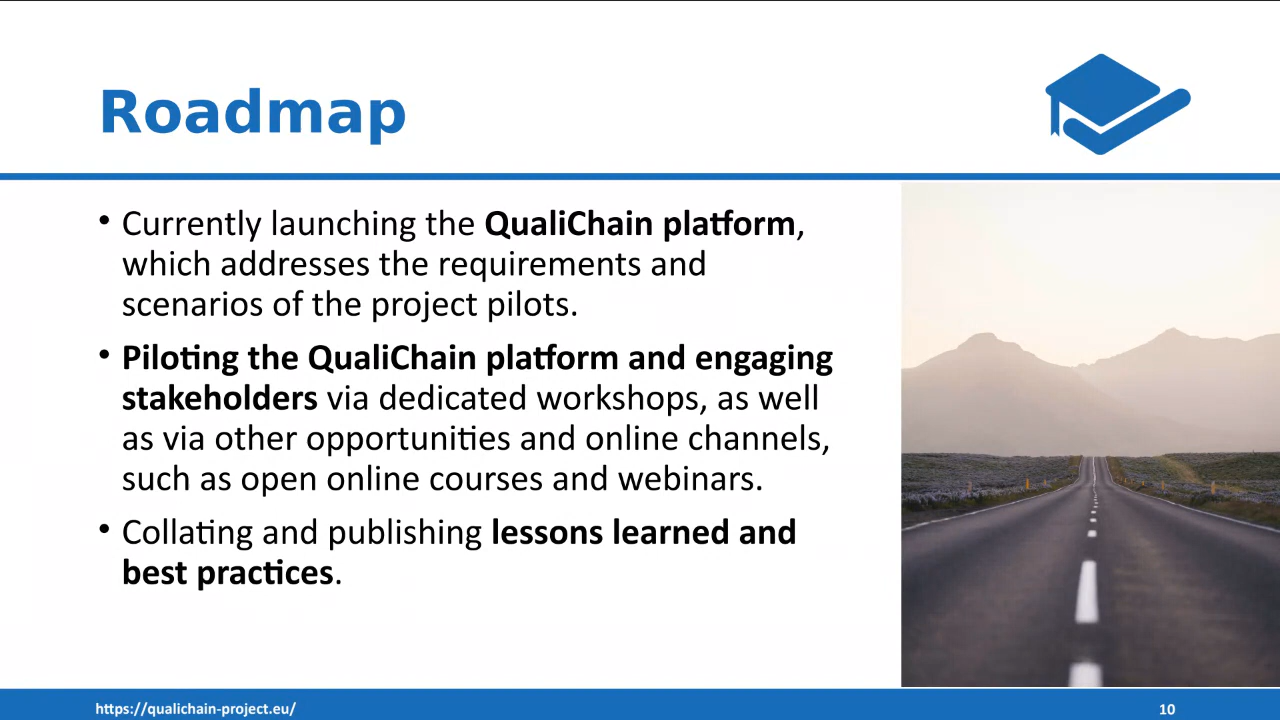 Roadmap
• Currently launching the QualiChain platform,
which addresses the requirements and
scenarios of the project pilots.
• Piloting the QualiChain platform and engaging
stakeholders via dedicated workshops, as well
as via other opportunities and online channels,
such as open online courses and webinars.
• Collating and publishing lessons learned and
best practices.
https://qualichain-project.eu/
10